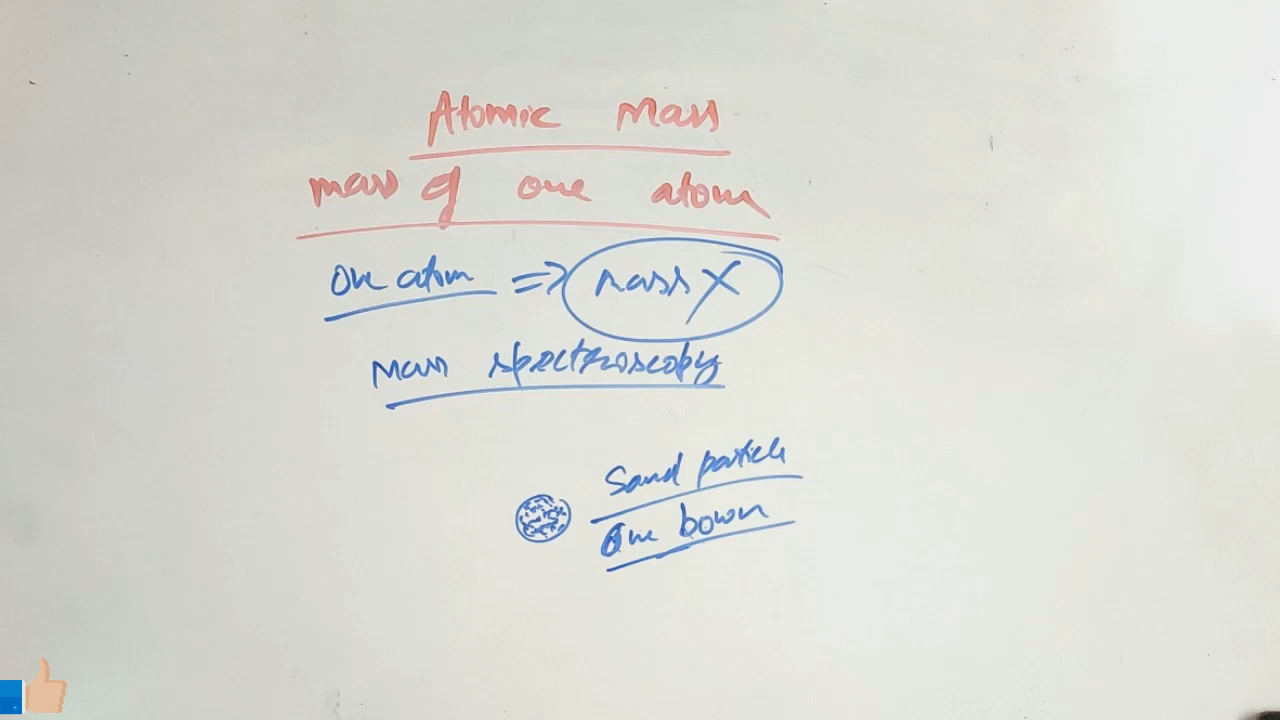 Atomic Mass
mass of one atom
one atom => mass X
Mass spectroscopy
Sand particle
One bown